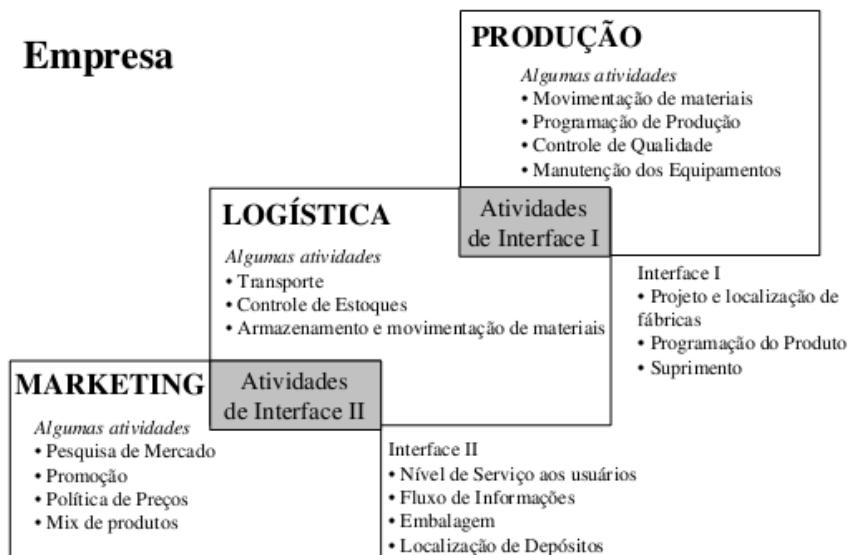 Empresa
PRODUÇÃO
Algumas atividades
• Movimentação de materiais
• Programação de Produção
• Controle de Qualidade
• Manutenção dos Equipamentos
LOGÍSTICA
Algumas atividades
• Transporte
• Controle de Estoques
• Armazenamento e movimentação de materiais
Atividades
de Interface I
Interface I
• Projeto e localização de
fábricas
• Programação do Produto
• Suprimento
MARKETING
Algumas atividades
• Pesquisa de Mercado
• Promoção
• Política de Preços
• Mix de produtos
Atividades
de Interface II
Interface II
• Nível de Serviço aos usuários
• Fluxo de Informações
• Embalagem
• Localização de Depósitos